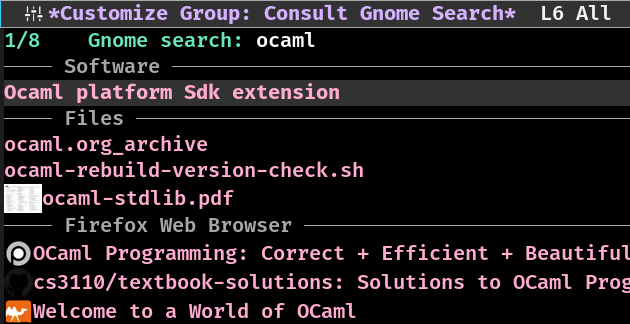 *Customize Group: Consult Gnome Search* L6 All
1/8 Gnome search: ocaml
Software
Ocaml platform Sdk extension
Files
ocaml.org_archive
ocaml-rebuild-version-check.sh
ocaml-stdlib.pdf
Firefox Web Browser
OCaml Programming: Correct + Efficient + Beautiful
cs3110/textbook-solutions: Solutions to OCaml Prog
Welcome to a World of OCaml